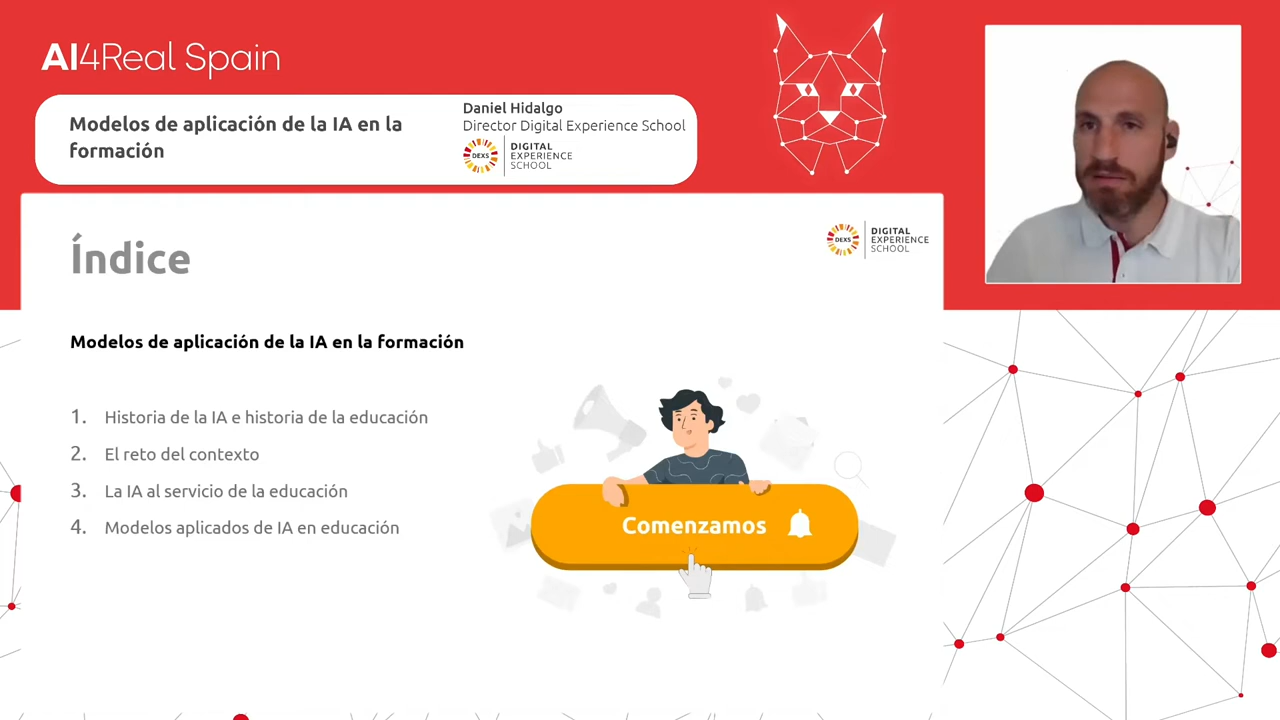 AI4Real Spain
Modelos de aplicación de la IA en la
formación
Daniel Hidalgo
Director Digital Experience School
DEXS
DIGITAL
EXPERIENCE
SCHOOL
Índice
DEXS
DIGITAL
EXPERIENCE
SCHOOL
Modelos de aplicación de la IA en la formación
1. Historia de la IA e historia de la educación
2. El reto del contexto
3. La IA al servicio de la educación
4. Modelos aplicados de IA en educación
Comenzamos